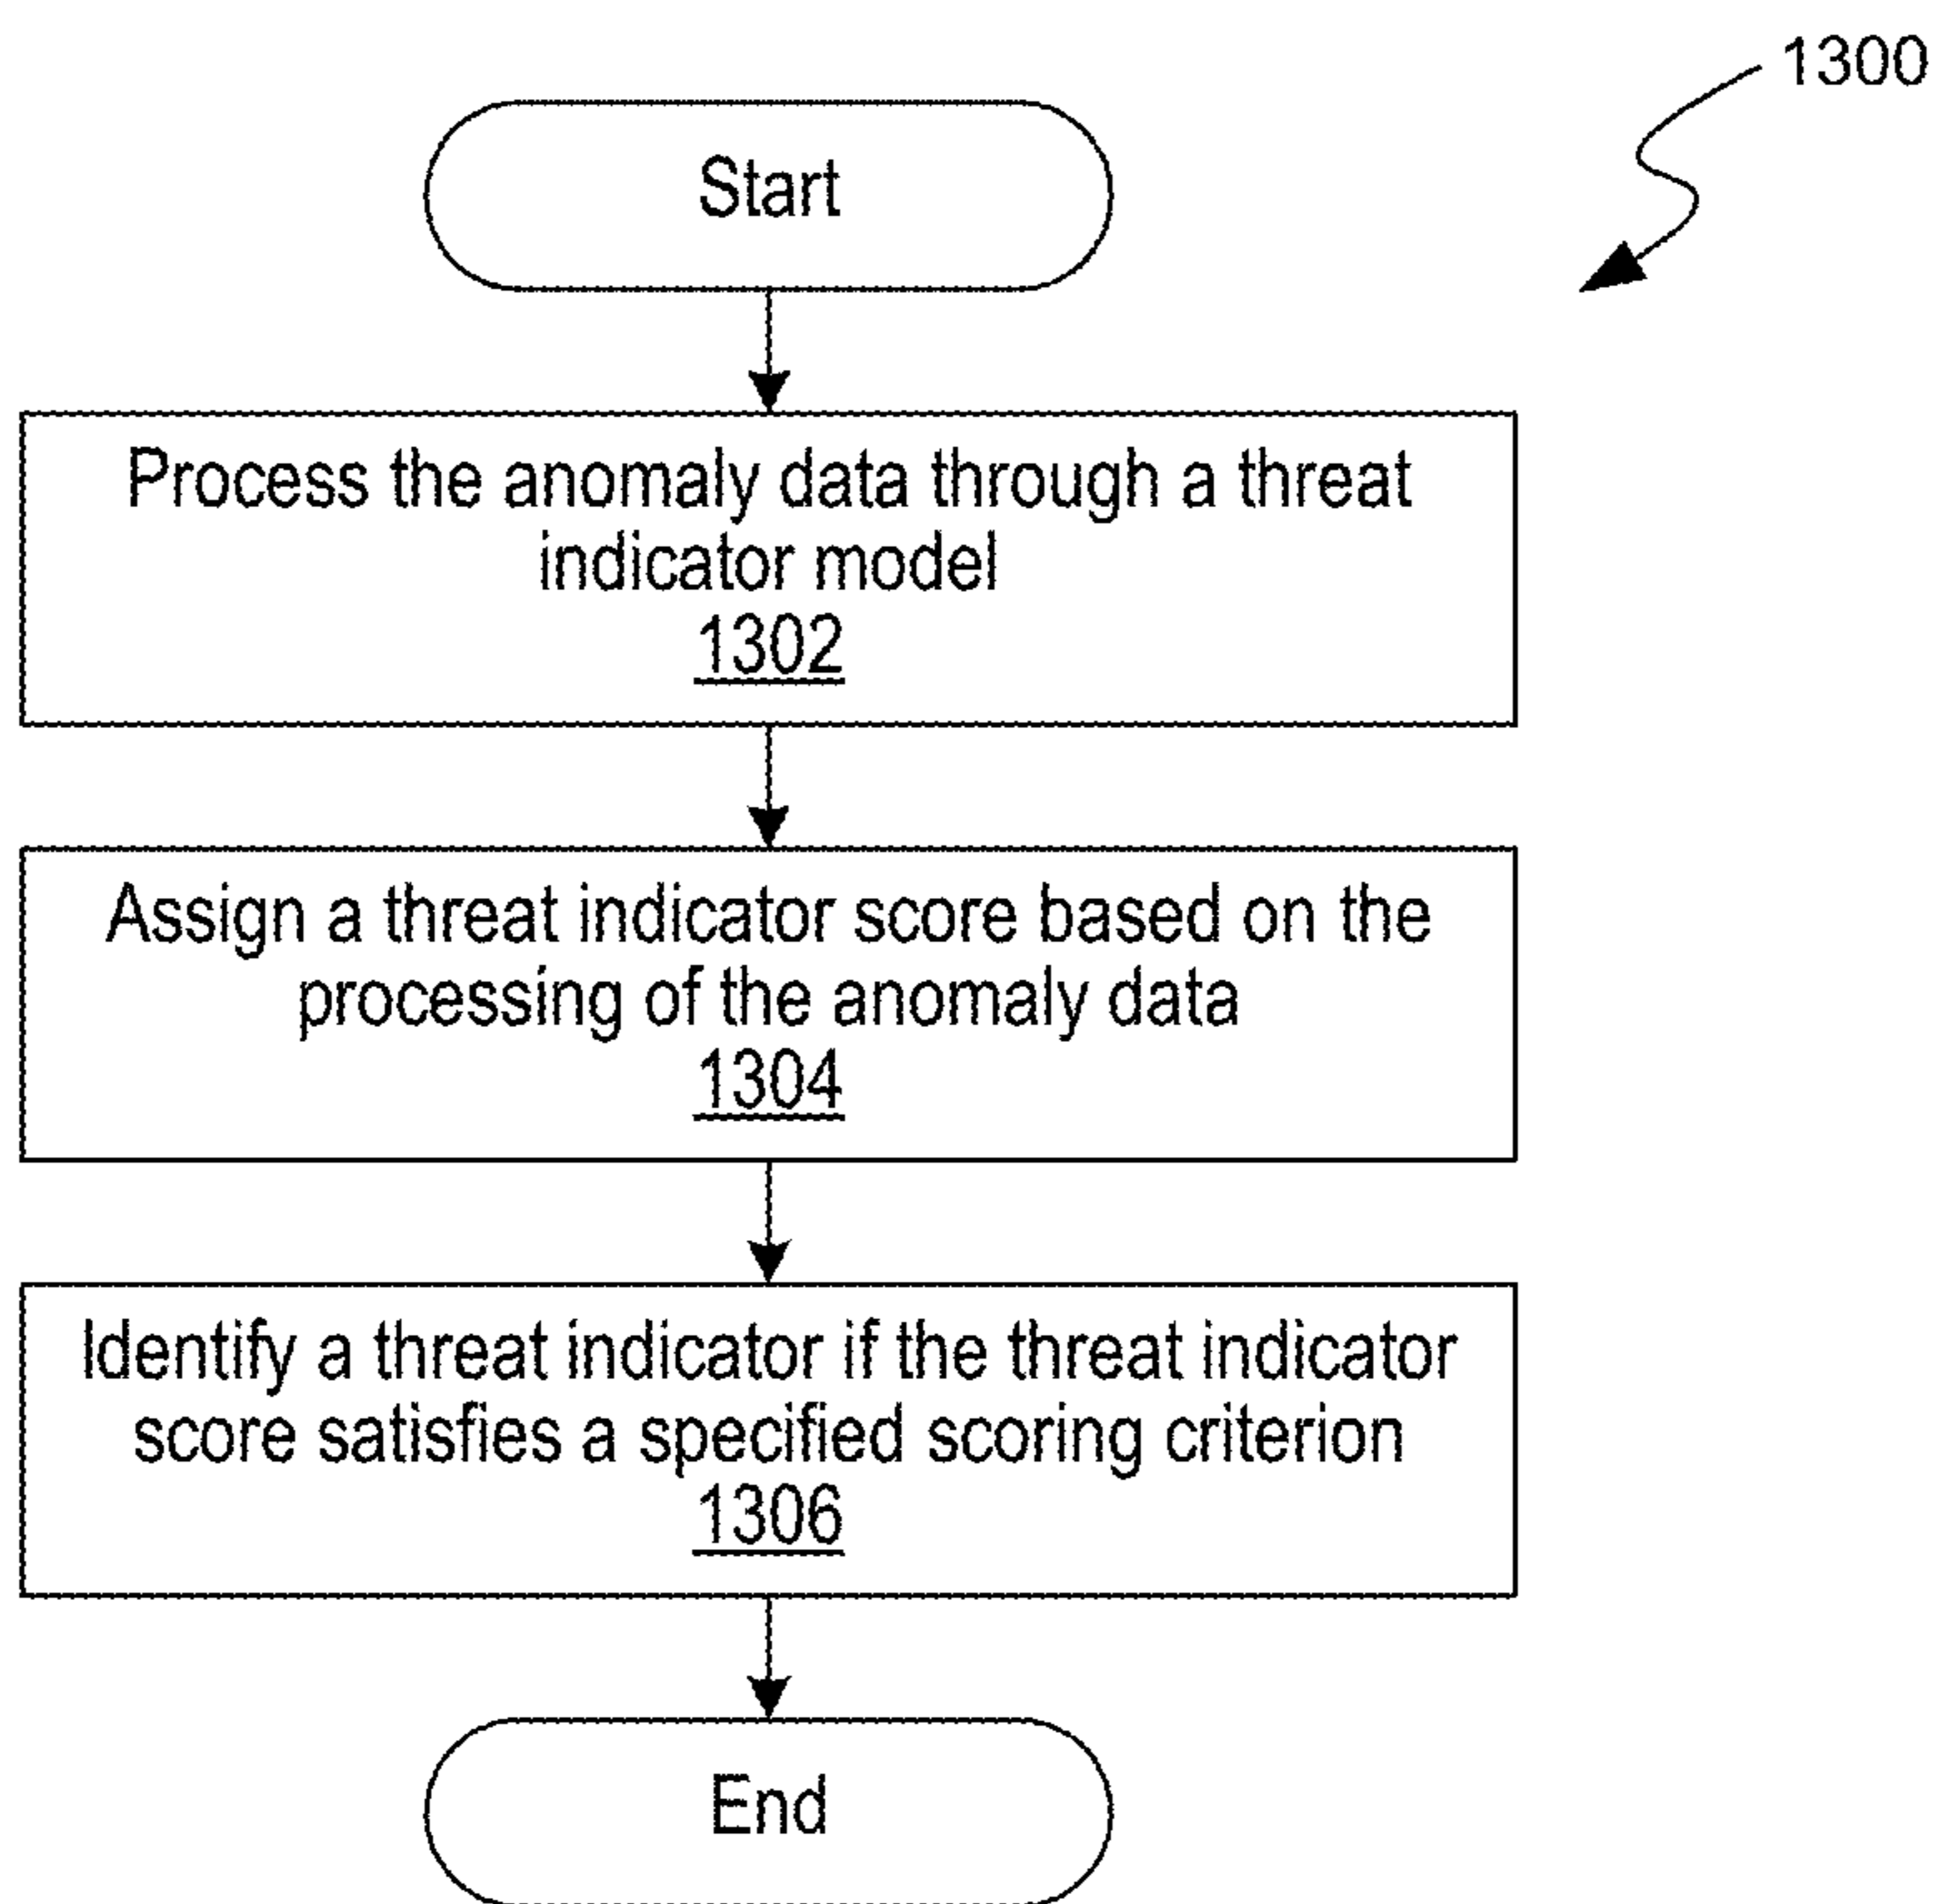 1300
Start
Process the anomaly data through a threat
indicator model
1302
Assign a threat indicator score based on the
processing of the anomaly data
1304
Identify a threat indicator if the threat indicator
score satisfies a specified scoring criterion
1306
End